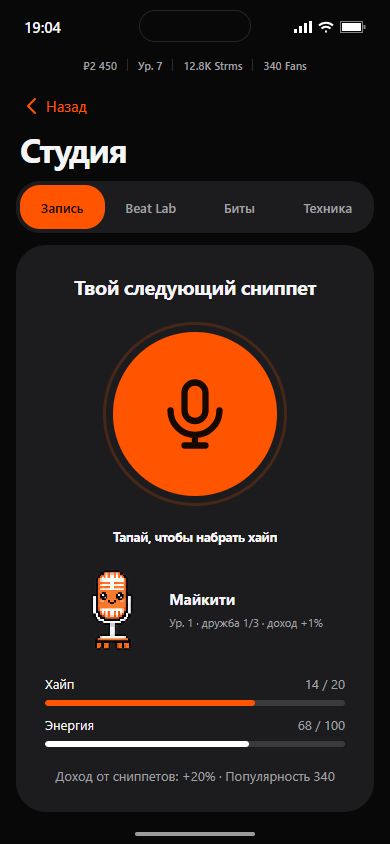 19:04
₽2 450 Ур. 7 12.8K Strms 340 Fans
Назад
Студия
Запись Beat Lab Биты Техника
Твой следующий сниппет
Тапай, чтобы набрать хайп
Майкити
Ур. 1 · дружба 1/3 · доход +1%
Хайп 14 / 20
Энергия 68 / 100
Доход от сниппетов: +20% · Популярность 340